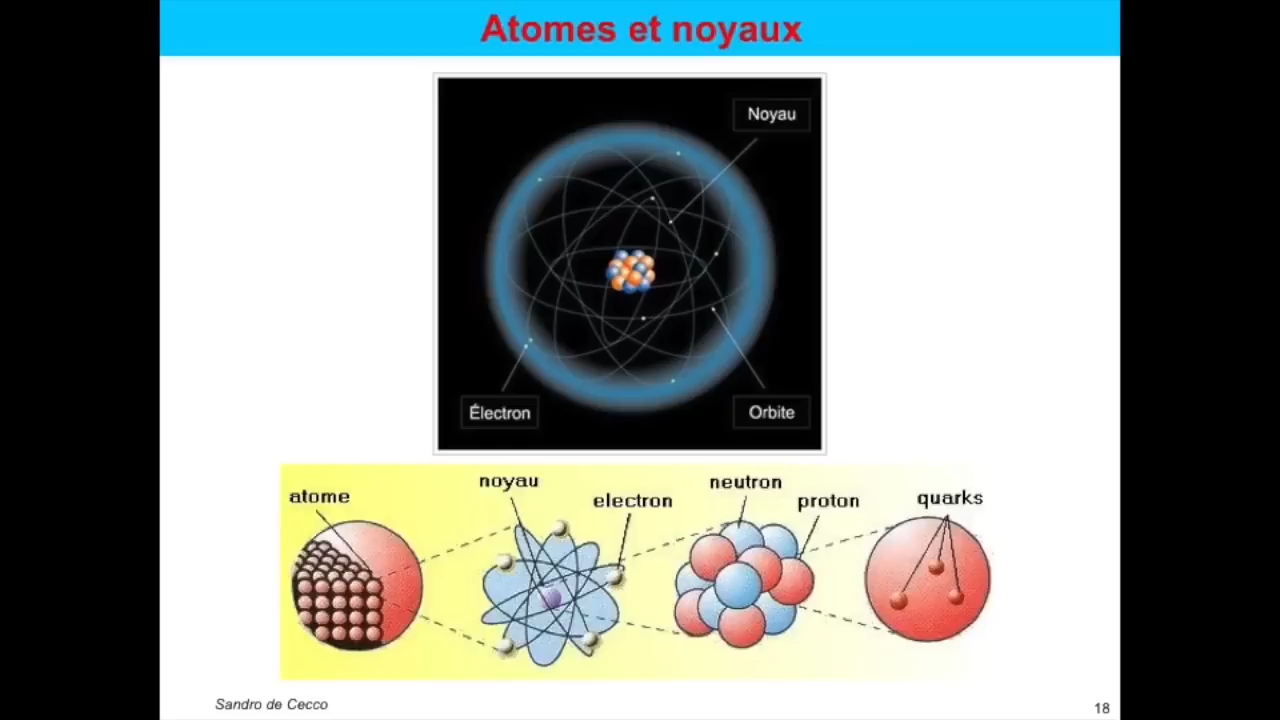 Atomes et noyaux
Noyau
Électron
Orbite
atome
noyau
electron
neutron
proton
quarks
Sandro de Cecco
18